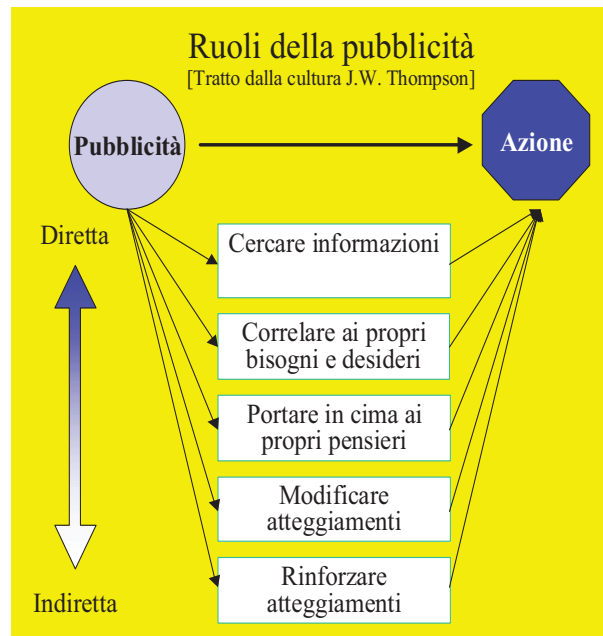 Ruoli della pubblicità
[Tratto dalla cultura J.W. Thompson]
Pubblicità
Azione
Diretta
Cercare informazioni
Correlare ai propri
bisogni e desideri
Portare in cima ai
propri pensieri
Modificare
atteggiamenti
Rinforzare
atteggiamenti
Indiretta